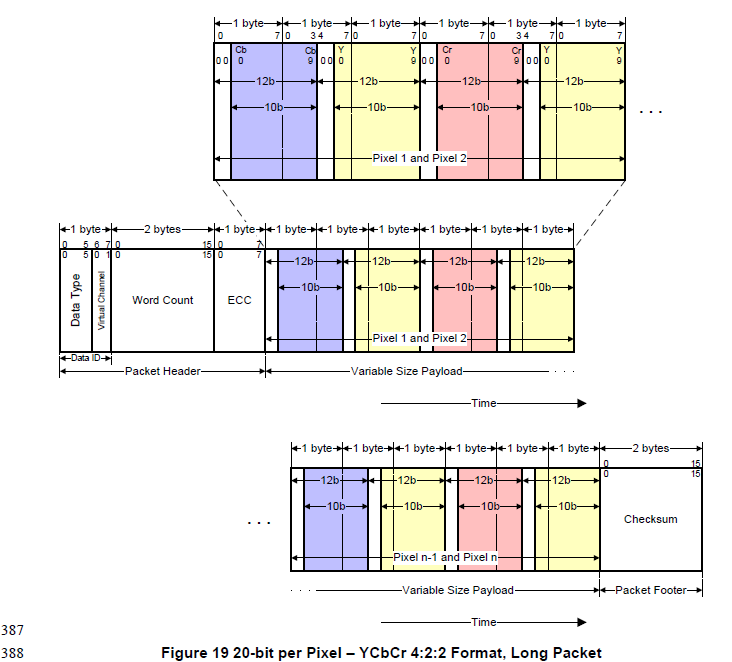 1 byte 1 byte 1 byte 1 byte 1 byte 1 byte
0 7 0 3 4 7 0 7 0 7 0 3 4 7 0 7
Cb Cb Y Y Cr Cr Y Y
0 0 0 9 0 0 0 9 0 0 0 9 0 0 0 9
12b 12b 12b 12b
10b 10b 10b 10b
. . .
Pixel 1 and Pixel 2
1 byte 2 bytes 1 byte 1 byte 1 byte 1 byte 1 byte 1 byte 1 byte
0 5 6 7 0 15 0 7
0 5 0 1 0 15 0 7
12b 12b 12b 12b
10b 10b 10b 10b
Data Type
Virtual Channel
Word Count
ECC
Pixel 1 and Pixel 2
Data ID
Packet Header Variable Size Payload . . .
Time
1 byte 1 byte 1 byte 1 byte 1 byte 1 byte 2 bytes
0 15
0 15
12b 12b 12b 12b
10b 10b 10b 10b
. . .
Checksum
Pixel n-1 and Pixel n
. . . Variable Size Payload Packet Footer
Time
387
388 Figure 19 20-bit per Pixel – YCbCr 4:2:2 Format, Long Packet